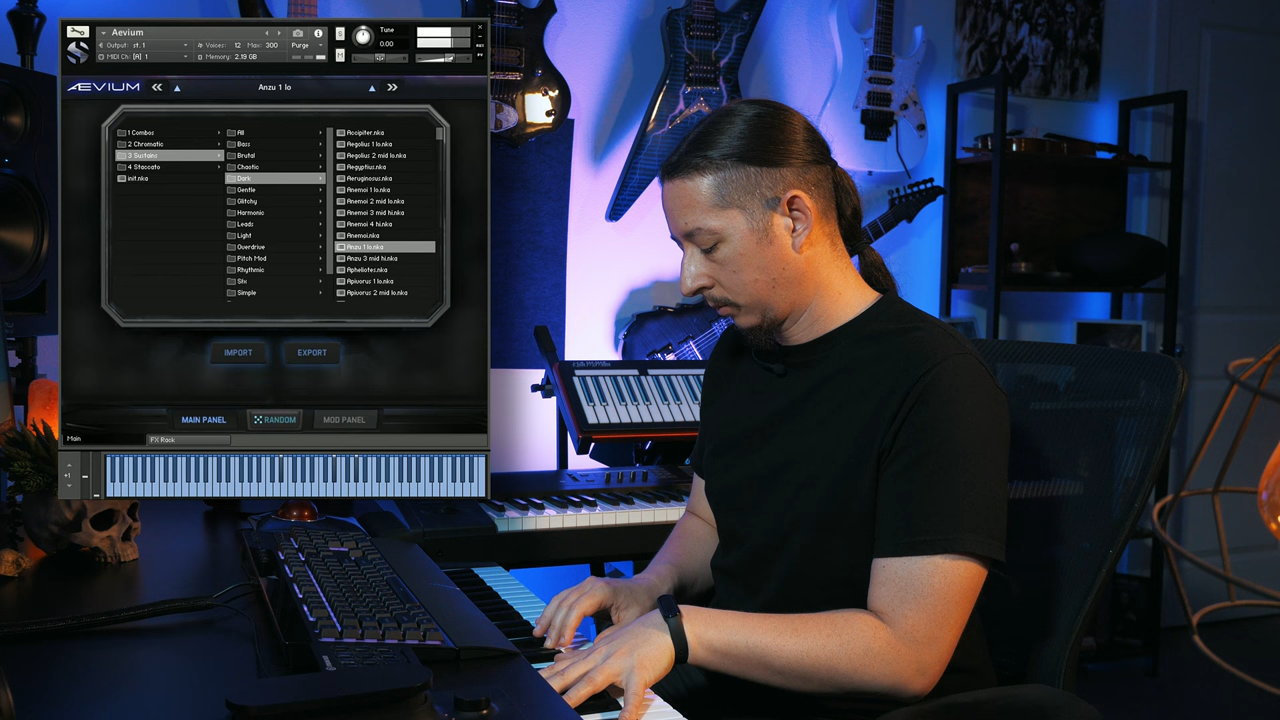 Aevium
Output: st.1 Voices: 12 Max: 300 Purge
MIDI Ch: [A] 1 Memory: 2.19 GB
S
M
Tune
0.00
ÆVIUM
Anzu 1 lo
1 Combos
2 Chromatic
3 Sustains
4 Staccato
init.nka
All
Bass
Brutal
Chaotic
Dark
Gentle
Glitchy
Harmonic
Leads
Light
Overdrive
Pitch Mod
Rhythmic
Sfx
Simple
Accipiter.nka
Aegolius 1 lo.nka
Aegolius 2 mid lo.nka
Aegyptius.nka
Aeruginosus.nka
Anemoi 1 lo.nka
Anemoi 2 mid lo.nka
Anemoi 3 mid hi.nka
Anemoi 4 hi.nka
Anemoi.nka
Anzu 1 lo.nka
Anzu 3 mid hi.nka
Apheliotes.nka
Apivorus 1 lo.nka
Apivorus 2 mid lo.nka
IMPORT
EXPORT
MAIN PANEL
RANDOM
MOD PANEL
Main
FX Rack
+1